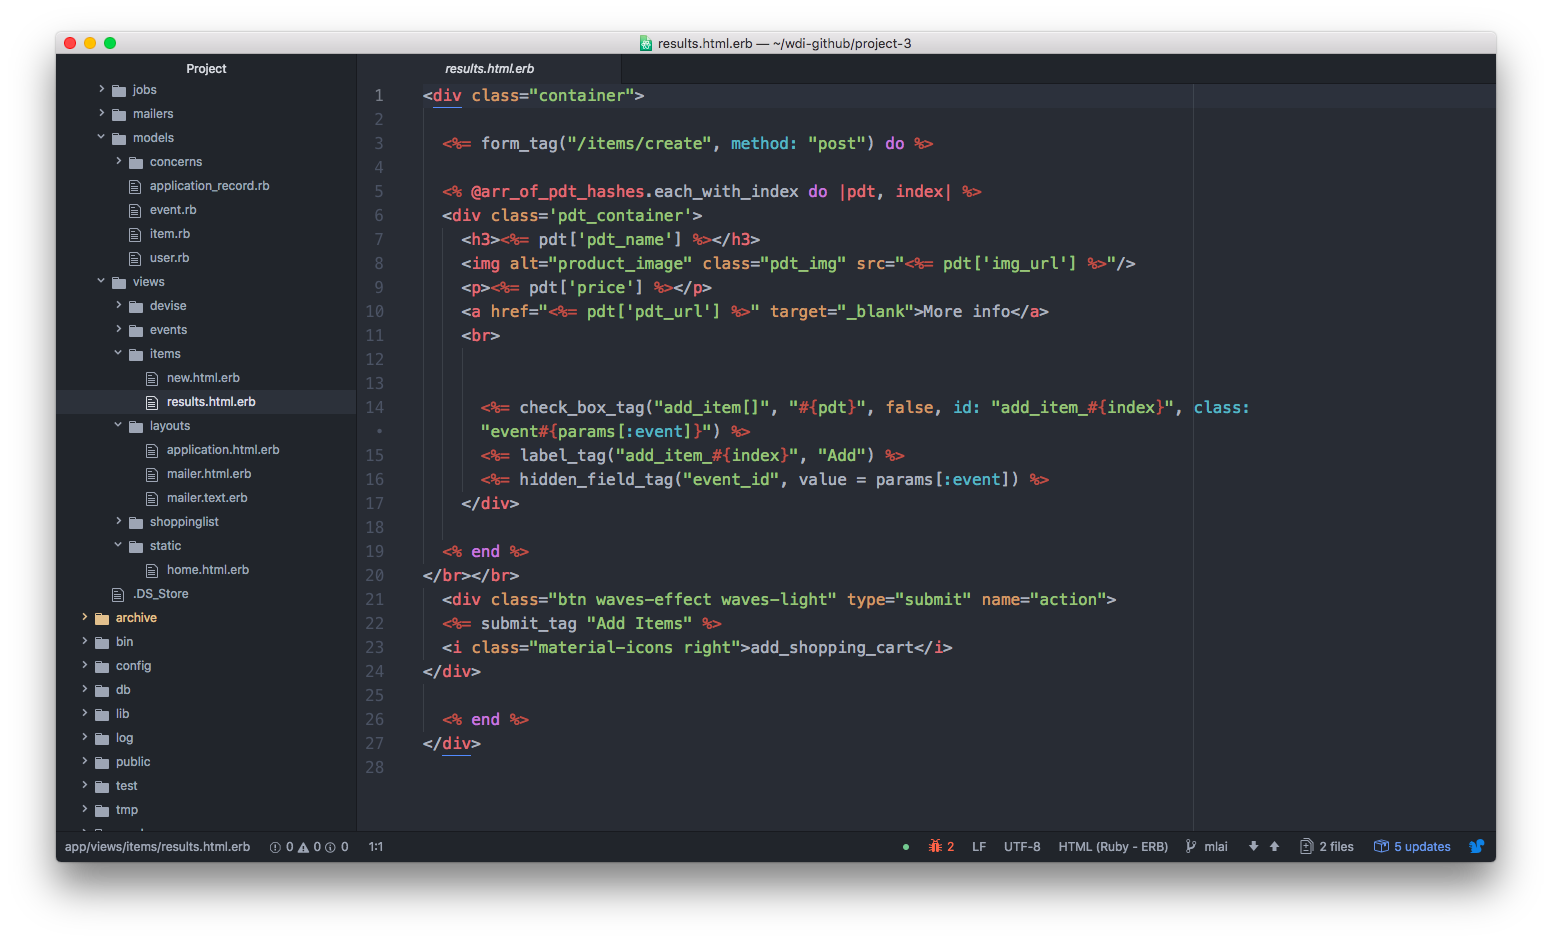 results.html.erb — ~/wdi-github/project-3
Project
jobs
mailers
models
concerns
application_record.rb
event.rb
item.rb
user.rb
views
devise
events
items
new.html.erb
results.html.erb
layouts
application.html.erb
mailer.html.erb
mailer.text.erb
shoppinglist
static
home.html.erb
.DS_Store
archive
bin
config
db
lib
log
public
test
tmp
results.html.erb
1 <div class="container">
2
3 <%= form_tag("/items/create", method: "post") do %>
4
5 <% @arr_of_pdt_hashes.each_with_index do |pdt, index| %>
6 <div class='pdt_container'>
7 <h3><%= pdt['pdt_name'] %></h3>
8 <img alt="product_image" class="pdt_img" src="<%= pdt['img_url'] %>"/>
9 <p><%= pdt['price'] %></p>
10 <a href="<%= pdt['pdt_url'] %>" target="_blank">More info</a>
11 <br>
12
13
14 <%= check_box_tag("add_item[]", "#{pdt}", false, id: "add_item_#{index}", class:
• "event#{params[:event]}") %>
15 <%= label_tag("add_item_#{index}", "Add") %>
16 <%= hidden_field_tag("event_id", value = params[:event]) %>
17 </div>
18
19 <% end %>
20 </br></br>
21 <div class="btn waves-effect waves-light" type="submit" name="action">
22 <%= submit_tag "Add Items" %>
23 <i class="material-icons right">add_shopping_cart</i>
24 </div>
25
26 <% end %>
27 </div>
28
app/views/items/results.html.erb 0 0 0 1:1 2 LF UTF-8 HTML (Ruby - ERB) mlai 2 files 5 updates